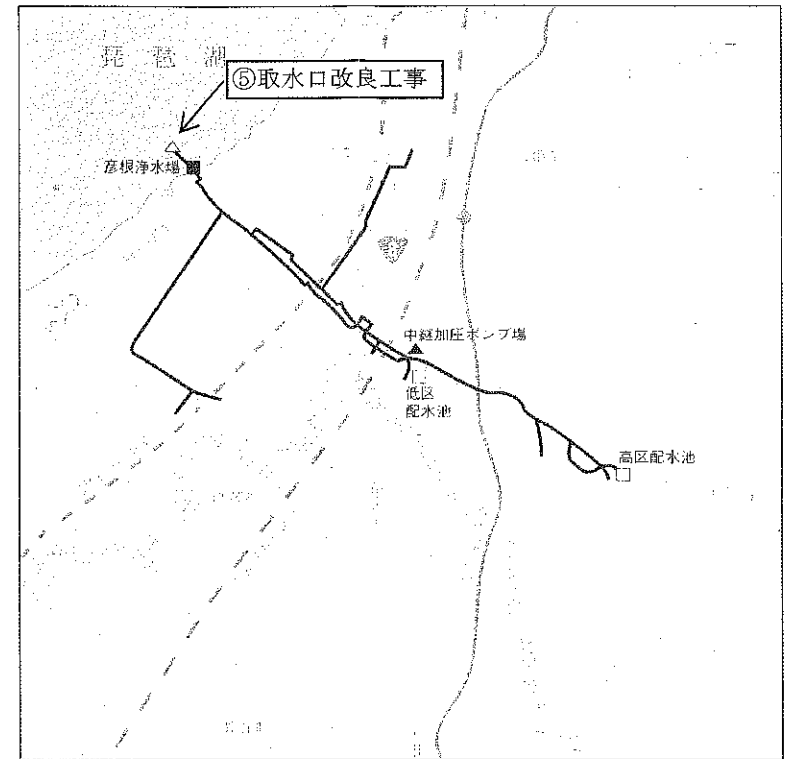 琵琶湖
⑤取水口改良工事
彦根浄水場
中継加圧ポンプ場
低区
配水池
高区配水池